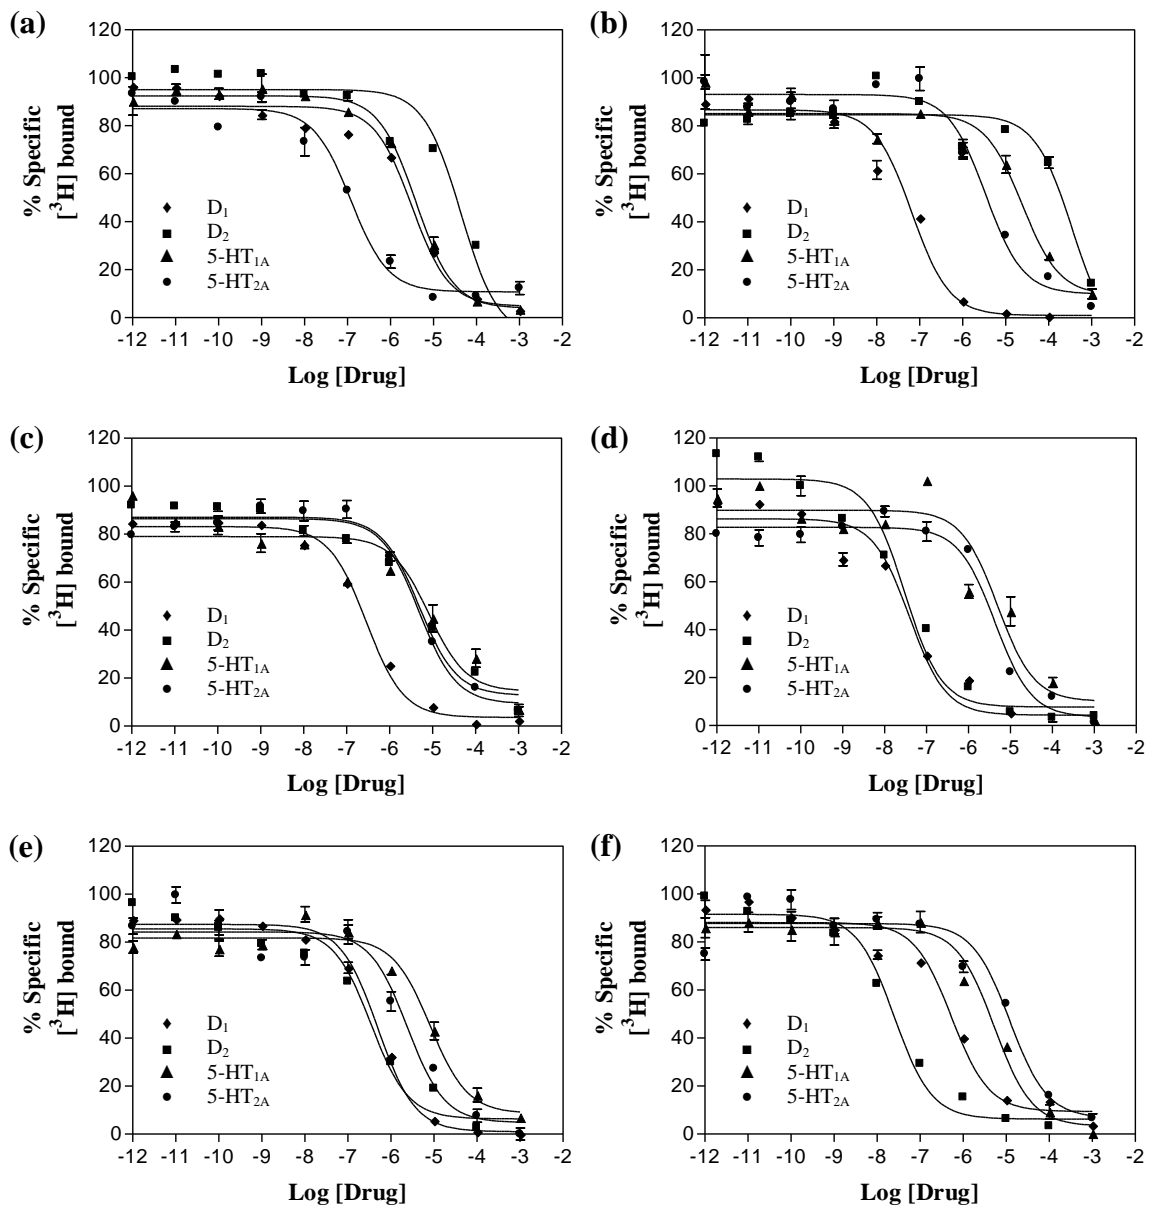 (a)
120
100
80
60
40
20
0
% Specific
[³H] bound
D₁
D₂
5-HT₁A
5-HT₂A
-12 -11 -10 -9 -8 -7 -6 -5 -4 -3 -2
Log [Drug]
(b)
120
100
80
60
40
20
0
% Specific
[³H] bound
D₁
D₂
5-HT₁A
5-HT₂A
-12 -11 -10 -9 -8 -7 -6 -5 -4 -3 -2
Log [Drug]
(c)
120
100
80
60
40
20
0
% Specific
[³H] bound
D₁
D₂
5-HT₁A
5-HT₂A
-12 -11 -10 -9 -8 -7 -6 -5 -4 -3 -2
Log [Drug]
(d)
120
100
80
60
40
20
0
% Specific
[³H] bound
D₁
D₂
5-HT₁A
5-HT₂A
-12 -11 -10 -9 -8 -7 -6 -5 -4 -3 -2
Log [Drug]
(e)
120
100
80
60
40
20
0
% Specific
[³H] bound
D₁
D₂
5-HT₁A
5-HT₂A
-12 -11 -10 -9 -8 -7 -6 -5 -4 -3 -2
Log [Drug]
(f)
120
100
80
60
40
20
0
% Specific
[³H] bound
D₁
D₂
5-HT₁A
5-HT₂A
-12 -11 -10 -9 -8 -7 -6 -5 -4 -3 -2
Log [Drug]